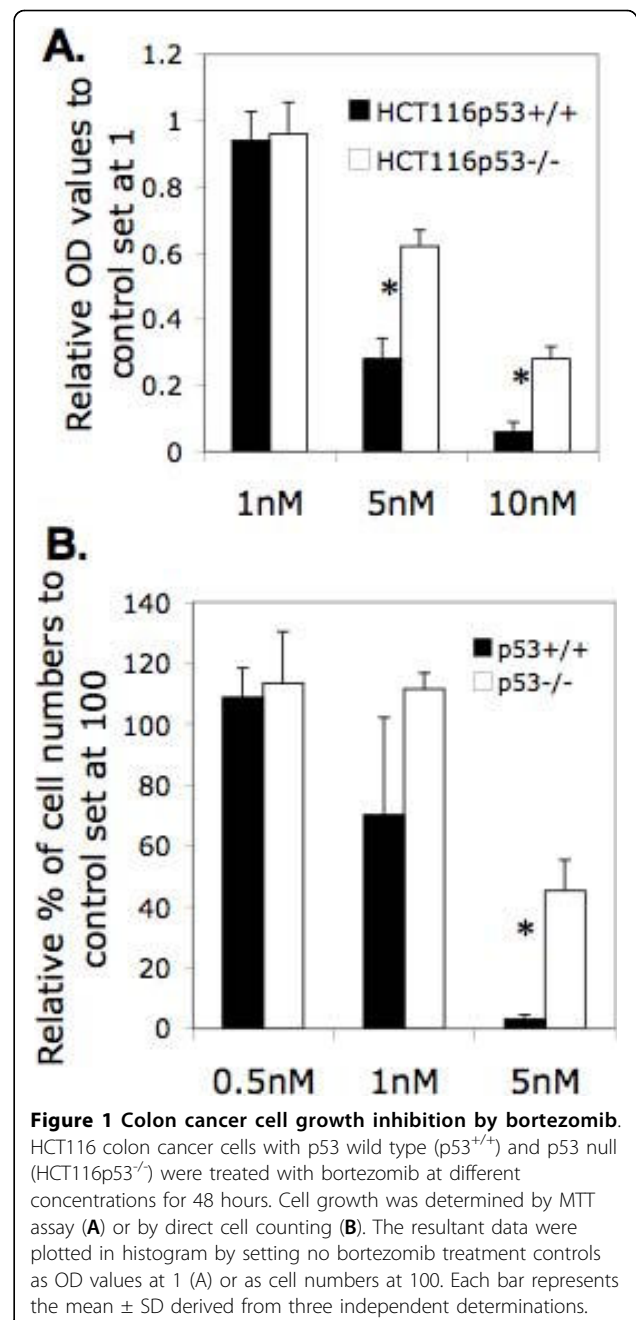 A.
Relative OD values to
control set at 1
1.2
1
0.8
0.6
0.4
0.2
0
HCT116p53+/+
HCT116p53-/-
*
*
1nM 5nM 10nM
B.
Relative % of cell numbers to
control set at 100
140
120
100
80
60
40
20
0
p53+/+
p53-/-
*
0.5nM 1nM 5nM
Figure 1 Colon cancer cell growth inhibition by bortezomib.
HCT116 colon cancer cells with p53 wild type (p53+/+) and p53 null
(HCT116p53-/-) were treated with bortezomib at different
concentrations for 48 hours. Cell growth was determined by MTT
assay (A) or by direct cell counting (B). The resultant data were
plotted in histogram by setting no bortezomib treatment controls
as OD values at 1 (A) or as cell numbers at 100. Each bar represents
the mean ± SD derived from three independent determinations.